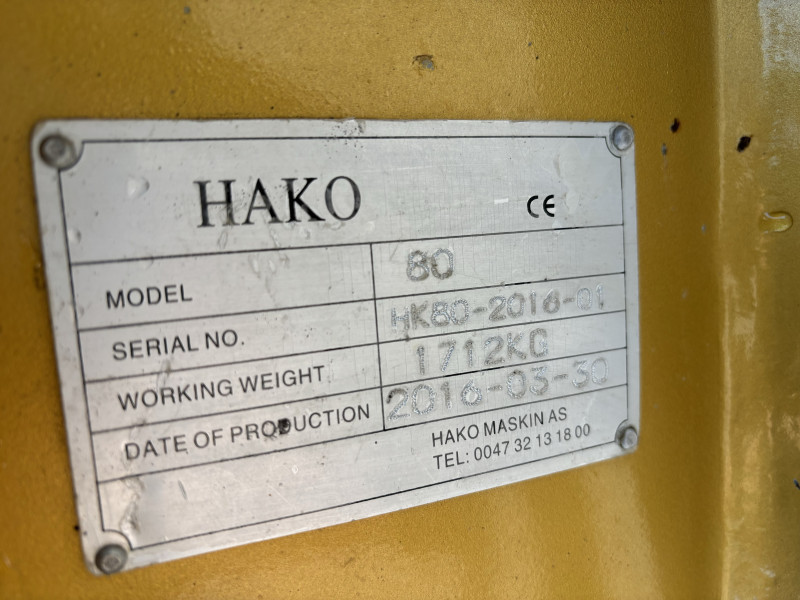 HAKO CE
MODEL 80
SERIAL NO. HK80-2016-01
WORKING WEIGHT 1712KG
DATE OF PRODUCTION 2016-03-30
HAKO MASKIN AS
TEL: 0047 32 13 18 00